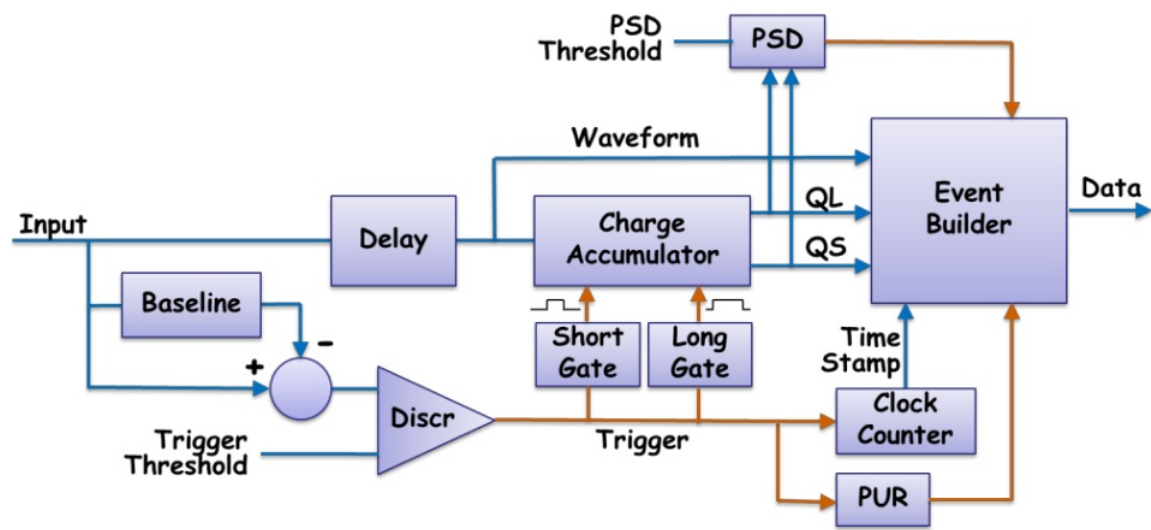 PSD
Threshold
PSD
Waveform
Input
Delay
Charge
Accumulator
QL
QS
Event
Builder
Data
Baseline
-
+
Short
Gate
Long
Gate
Time
Stamp
Discr
Trigger
Clock
Counter
Trigger
Threshold
PUR